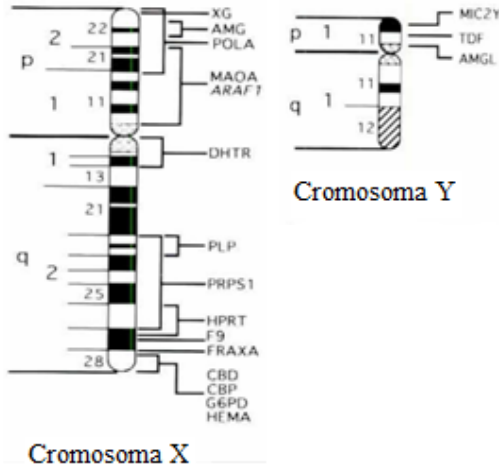 XG
22
AMG
2
POLA
21
p
MAOA
ARAF1
1
11
1
DHTR
13
21
q
PLP
2
PRPS1
25
HPRT
F9
FRAXA
28
CBD
CBP
G6PD
HEMA
Cromosoma X
MIC2Y
p
1
11
TDF
AMGL
11
q
1
12
Cromosoma Y